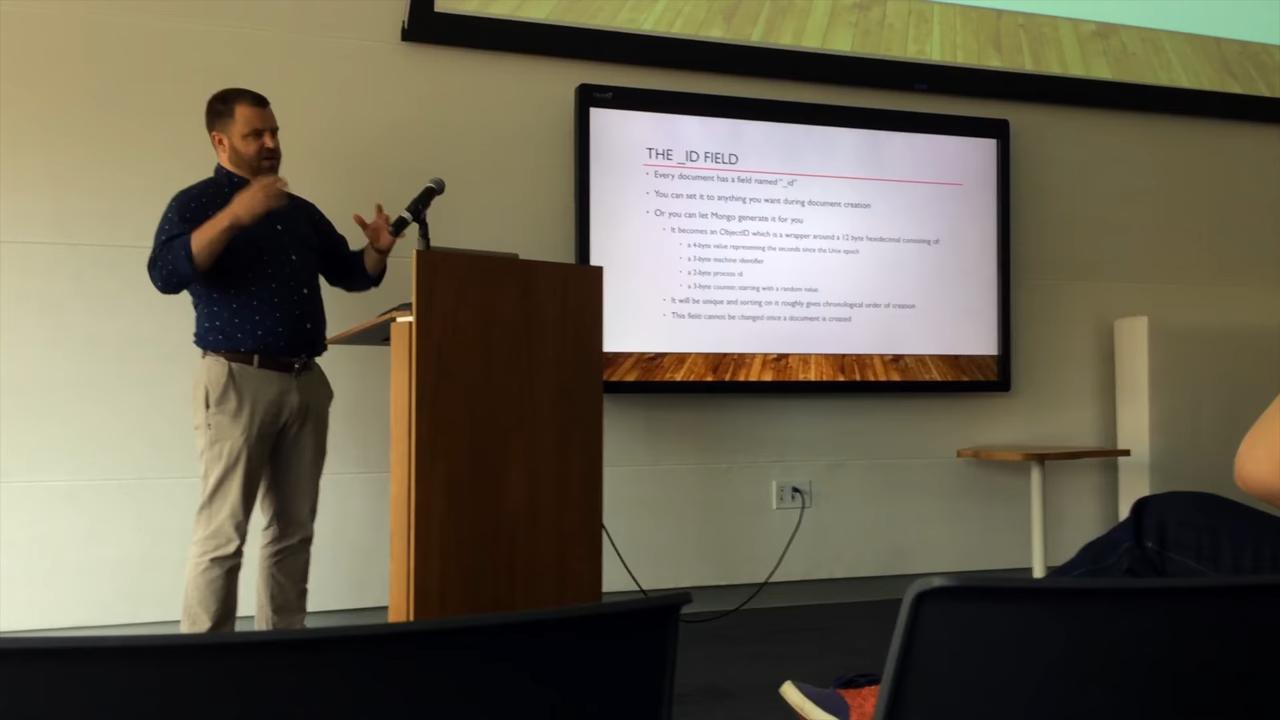 THE _ID FIELD
• Every document has a field named "_id"
• You can set it to anything you want during document creation
• Or you can let Mongo generate it for you
• It becomes an ObjectID which is a wrapper around a 12 byte hexidecimal consisting of:
• a 4-byte value representing the seconds since the Unix epoch
• a 3-byte machine identifier
• a 2-byte process id
• a 3-byte counter, starting with a random value.
• It will be unique and sorting on it roughly gives chronological order of creation
• This field cannot be changed once a document is created